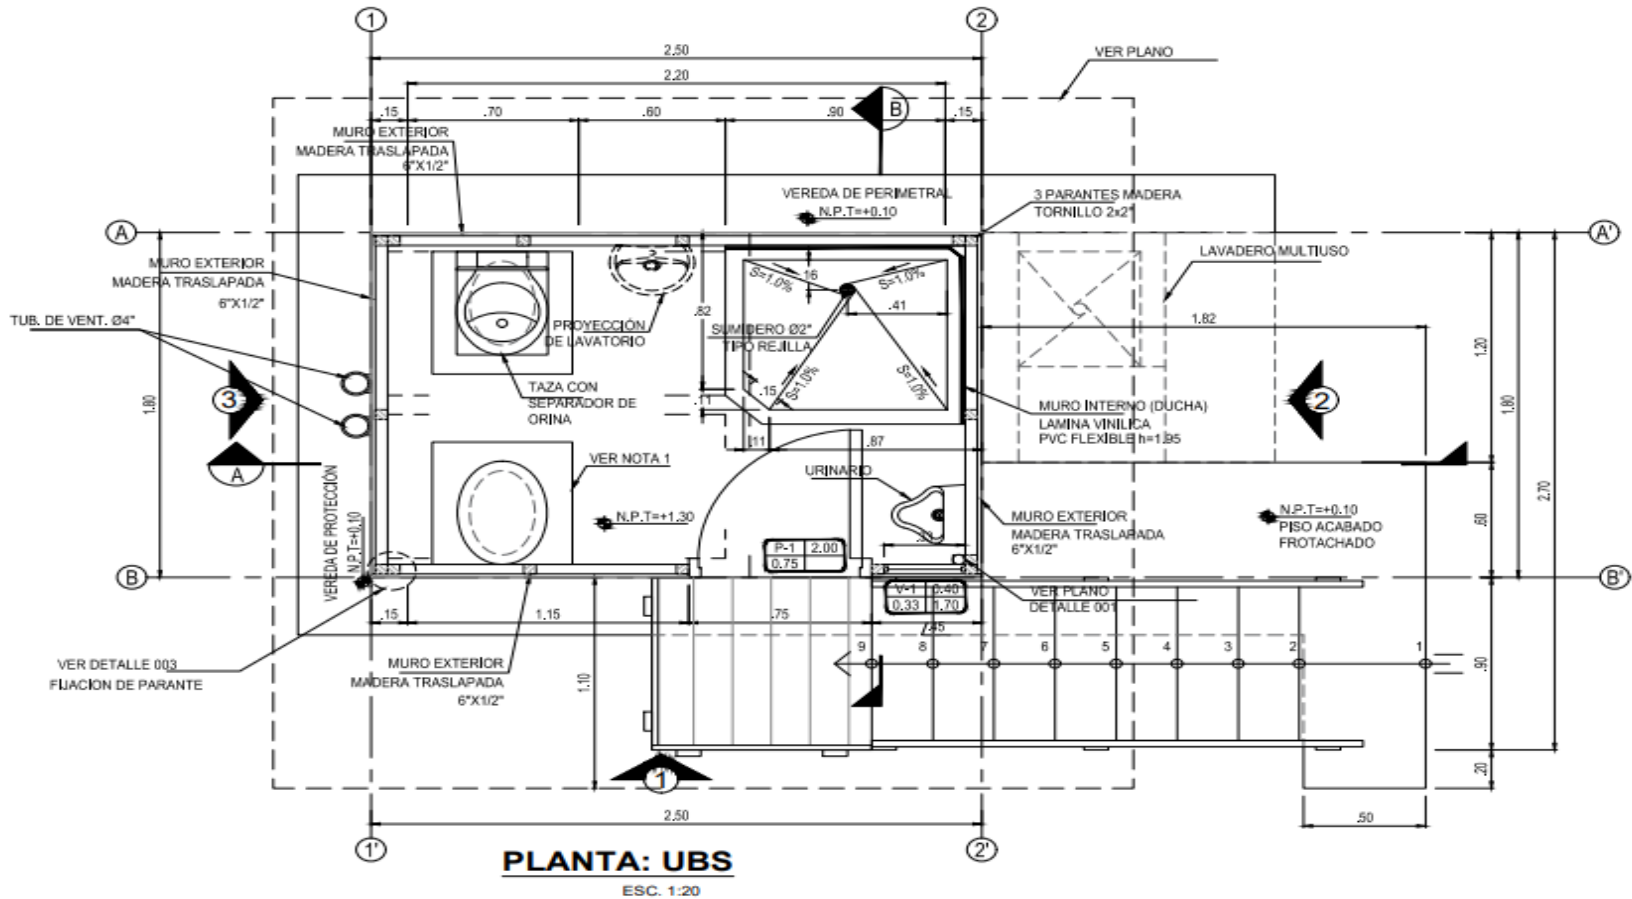 1
2
2.50
VER PLANO
2.20
B
.15
.70
.60
.90
.15
MURO EXTERIOR
MADERA TRASLAPADA
6"X1/2"
VEREDA DE PERIMETRAL
N.P.T=+0.10
3 PARANTES MADERA
TORNILLO 2x2"
A
A'
MURO EXTERIOR
MADERA TRASLAPADA
6"X1/2"
LAVADERO MULTIUSO
TUB. DE VENT. Ø4"
S=1.0%
.16
S=1.0%
.41
.82
1.82
1.20
PROYECCIÓN
DE LAVATORIO
SUMIDERO Ø2"
TIPO REJILLA
TAZA CON
SEPARADOR DE
ORINA
.15
S=1.0%
S=1.0%
.11
3
1.80
2
1.80
MURO INTERNO (DUCHA)
LAMINA VINILICA
PVC FLEXIBLE h=1.95
.11
.87
A
VER NOTA 1
URINARIO
2.70
VEREDA DE PROTECCIÓN
N.P.T=+0.10
N.P.T=+1.30
MURO EXTERIOR
MADERA TRASLAPADA
6"X1/2"
N.P.T=+0.10
PISO ACABADO
FROTACHADO
.60
P-1 2.00
0.75
B
B'
V-1 0.40
0.33 1.70
VER PLANO
DETALLE 001
.15
1.15
.75
.45
9
8
7
6
5
4
3
2
1
VER DETALLE 003
FIJACION DE PARANTE
MURO EXTERIOR
MADERA TRASLAPADA
6"X1/2"
1.10
.90
1
.20
2.50
.50
1'
2'
PLANTA: UBS
ESC. 1:20